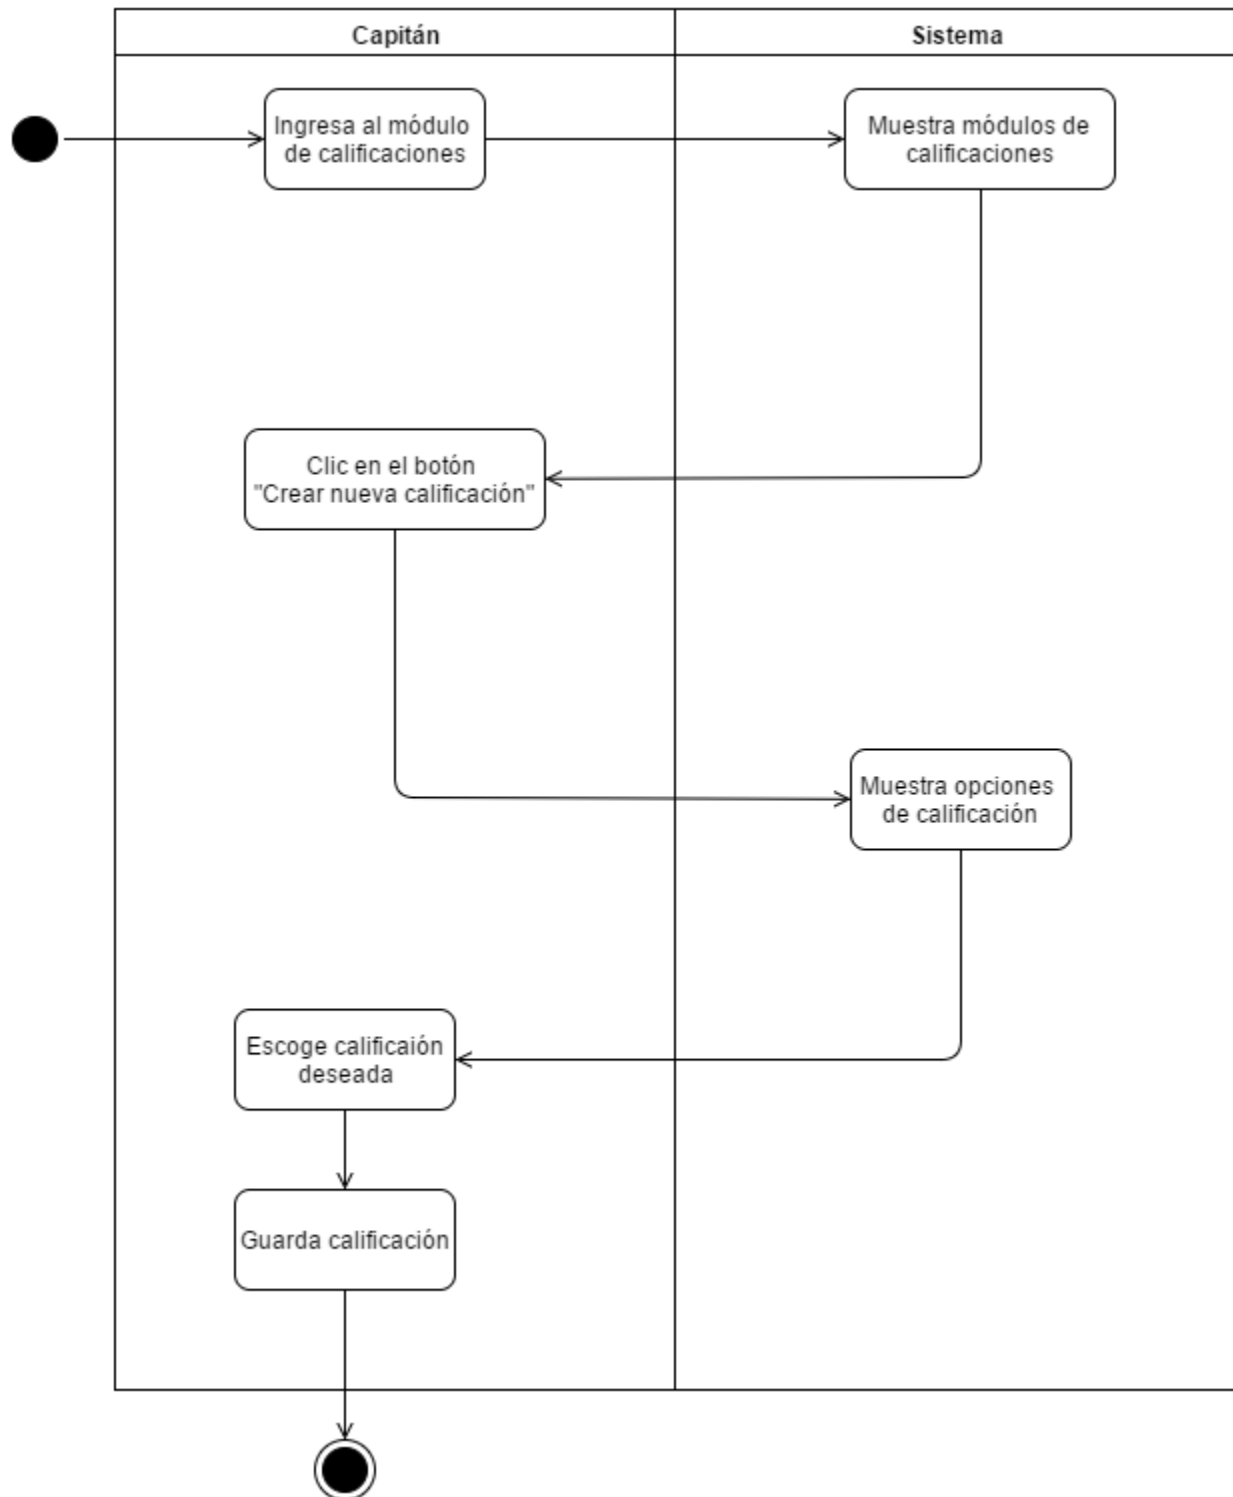 Capitán
Sistema
Ingresa al módulo
de calificaciones
Muestra módulos de
calificaciones
Clic en el botón
"Crear nueva calificación"
Muestra opciones
de calificación
Escoge calificaión
deseada
Guarda calificación